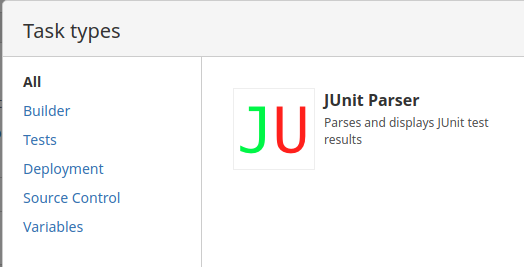 Task types
All
Builder
Tests
Deployment
Source Control
Variables
JU
JUnit Parser
Parses and displays JUnit test
results